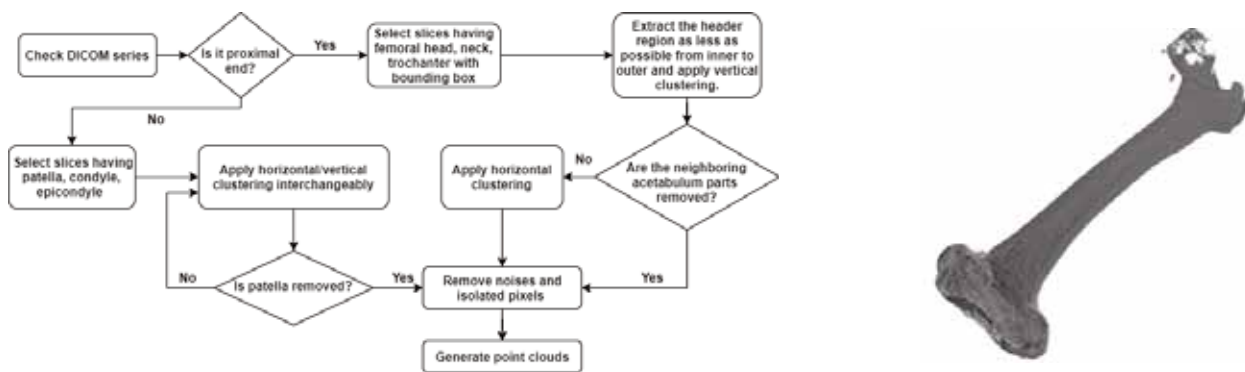 Check DICOM series
Is it proximal
end?
Yes
Select slices having
femoral head, neck,
trochanter with
bounding box
Extract the header
region as less as
possible from inner to
outer and apply vertical
clustering.
No
Select slices having
patella, condyle,
epicondyle
Apply horizontal/vertical
clustering interchangeably
Apply horizontal
clustering
No
Are the neighboring
acetabulum parts
removed?
No
Is patella removed?
Yes
Remove noises and
isolated pixels
Yes
Generate point clouds